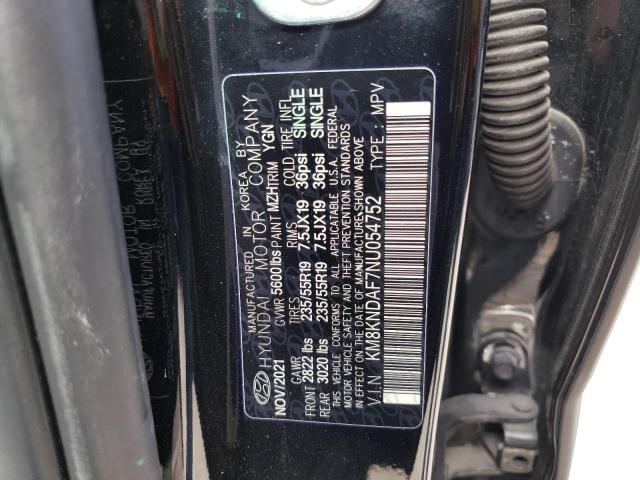 MANUFACTURED IN KOREA BY
HYUNDAI MOTOR COMPANY
NOV/2021 GVWR 5600lbs PAINT MZH TRIM YGN
GAWR TIRES RIMS COLD TIRE INFL
FRONT 2822 lbs 235/55R19 7.5JX19 36psi SINGLE
REAR 3020 lbs 235/55R19 7.5JX19 36psi SINGLE
THIS VEHICLE CONFORMS TO ALL APPLICABLE U.S.A. FEDERAL
MOTOR VEHICLE SAFETY, BUMPER, AND THEFT PREVENTION STANDARDS
IN EFFECT ON THE DATE OF MANUFACTURE SHOWN ABOVE
V.I.N : KM8KNDAF7NU054752 TYPE : MPV